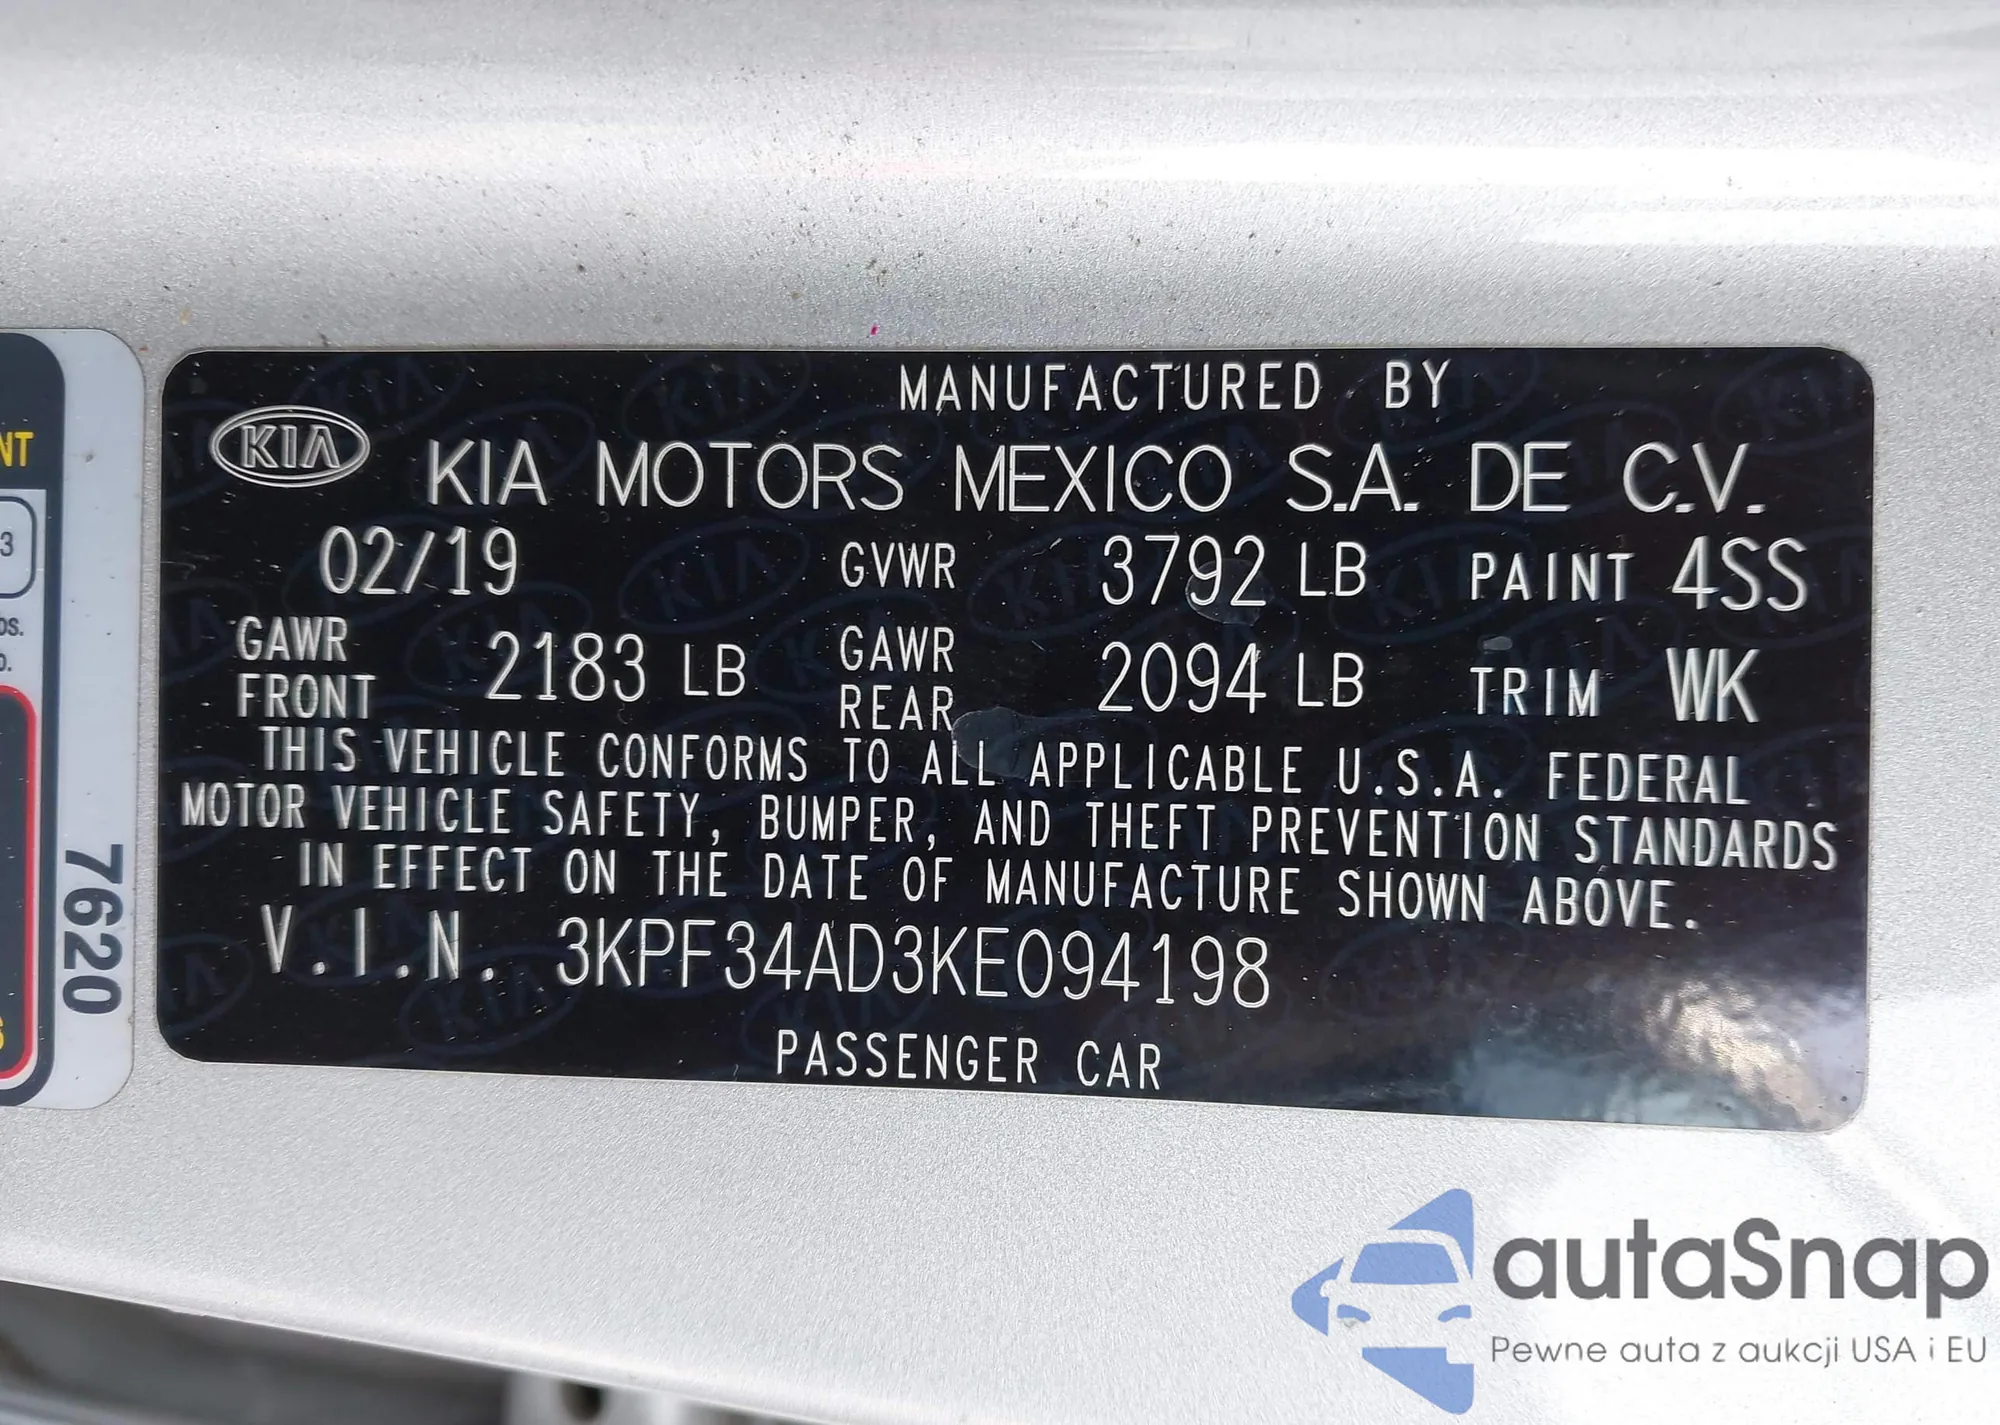 MANUFACTURED BY
KIA
KIA MOTORS MEXICO S.A. DE C.V.
02/19 GVWR 3792 LB PAINT 4SS
GAWR FRONT 2183 LB GAWR REAR 2094 LB TRIM WK
THIS VEHICLE CONFORMS TO ALL APPLICABLE U.S.A. FEDERAL
MOTOR VEHICLE SAFETY, BUMPER, AND THEFT PREVENTION STANDARDS
IN EFFECT ON THE DATE OF MANUFACTURE SHOWN ABOVE.
V.I.N. 3KPF34AD3KE094198
PASSENGER CAR
7620
autaSnap
Pewne auta z aukcji USA i EU